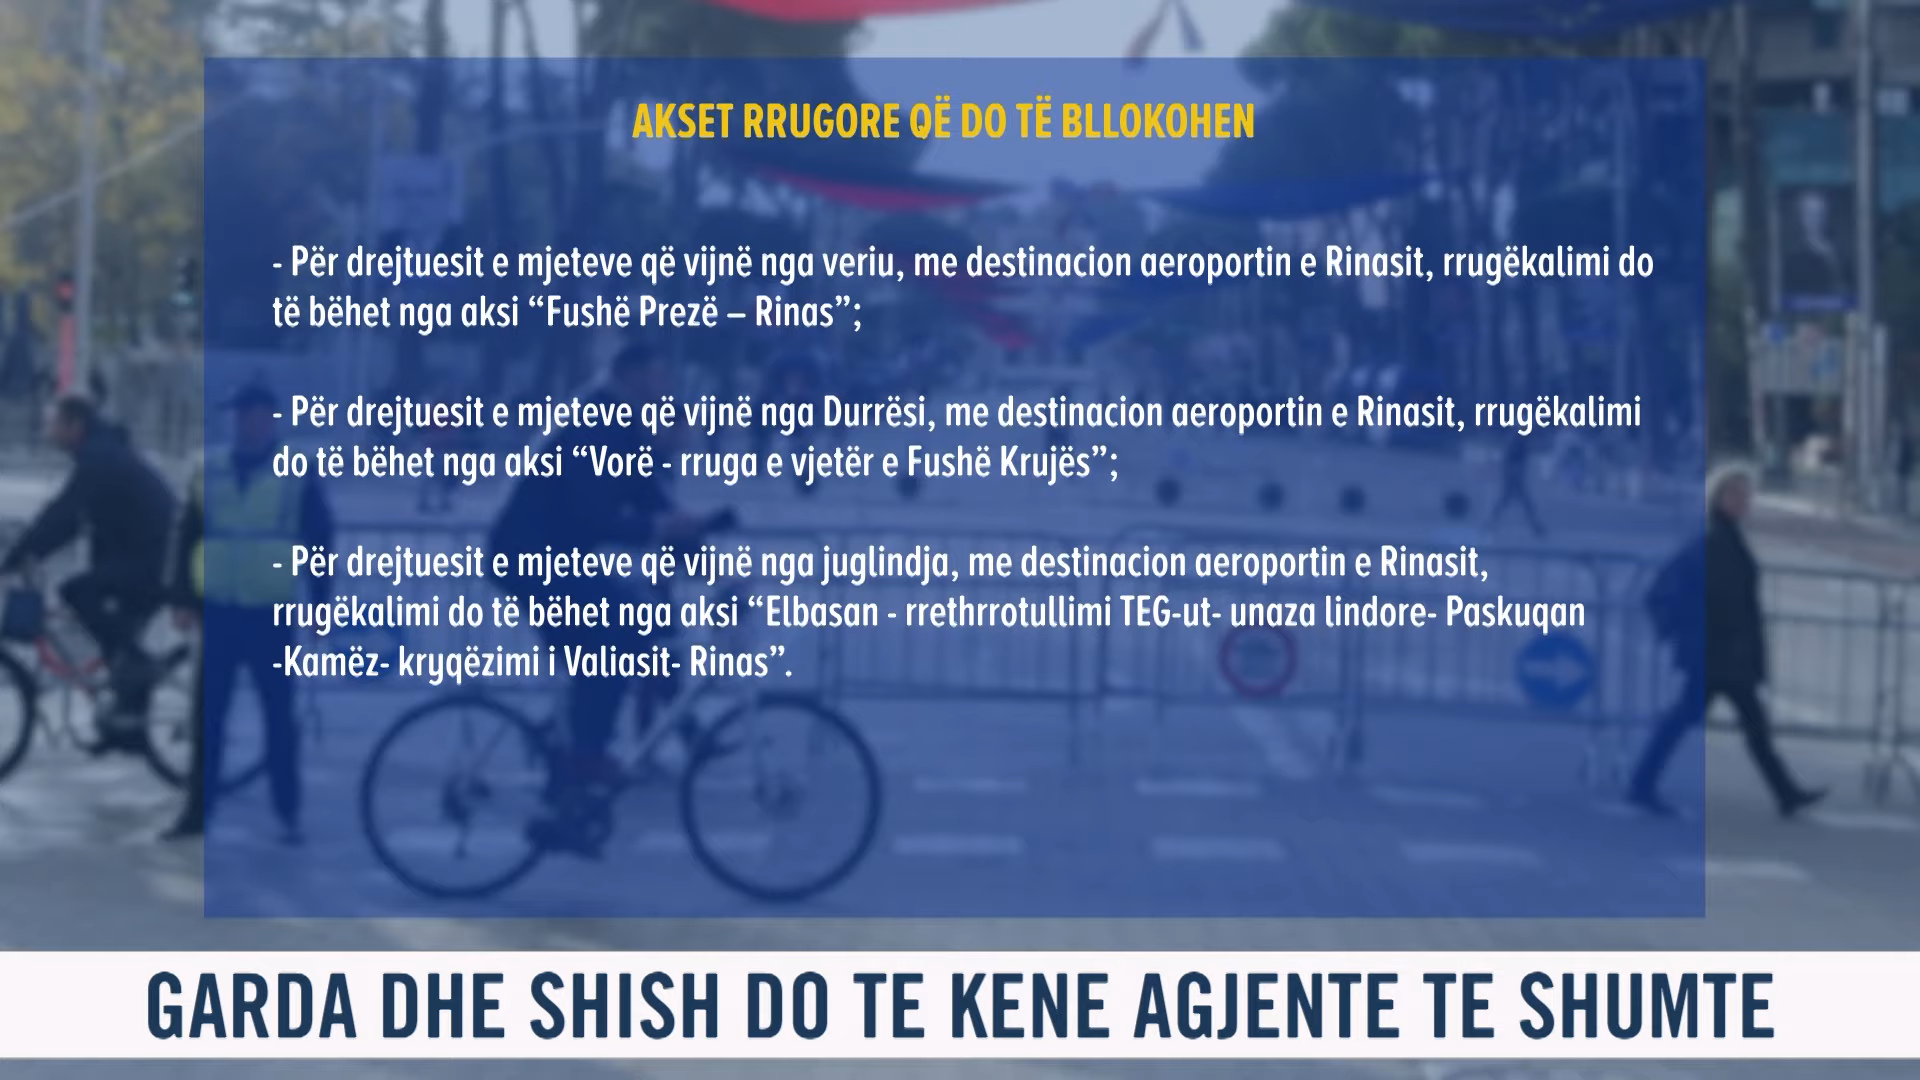 AKSET RRUGORE QË DO TË BLLOKOHEN
- Për drejtuesit e mjeteve që vijnë nga veriu, me destinacion aeroportin e Rinasit, rrugëkalimi do
të bëhet nga aksi “Fushë Prezë – Rinas”;
- Për drejtuesit e mjeteve që vijnë nga Durrësi, me destinacion aeroportin e Rinasit, rrugëkalimi
do të bëhet nga aksi “Vorë - rruga e vjetër e Fushë Krujës”;
- Për drejtuesit e mjeteve që vijnë nga juglindja, me destinacion aeroportin e Rinasit,
rrugëkalimi do të bëhet nga aksi “Elbasan - rrethrrotullimi TEG-ut- unaza lindore- Paskuqan
-Kamëz- kryqëzimi i Valiasit- Rinas”.
GARDA DHE SHISH DO TE KENE AGJENTE TE SHUMTE